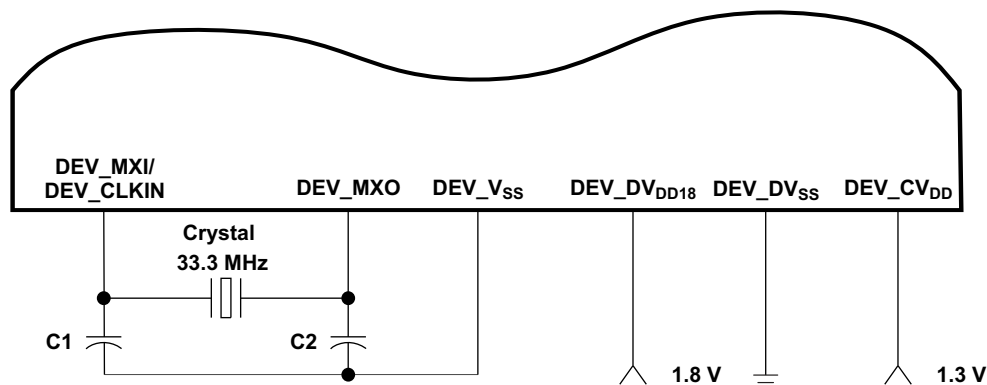 DEV_MXI/
DEV_CLKIN
DEV_MXO
DEV_VSS
DEV_DVDD18
DEV_DVSS
DEV_CVDD
Crystal
33.3 MHz
C1
C2
1.8 V
1.3 V